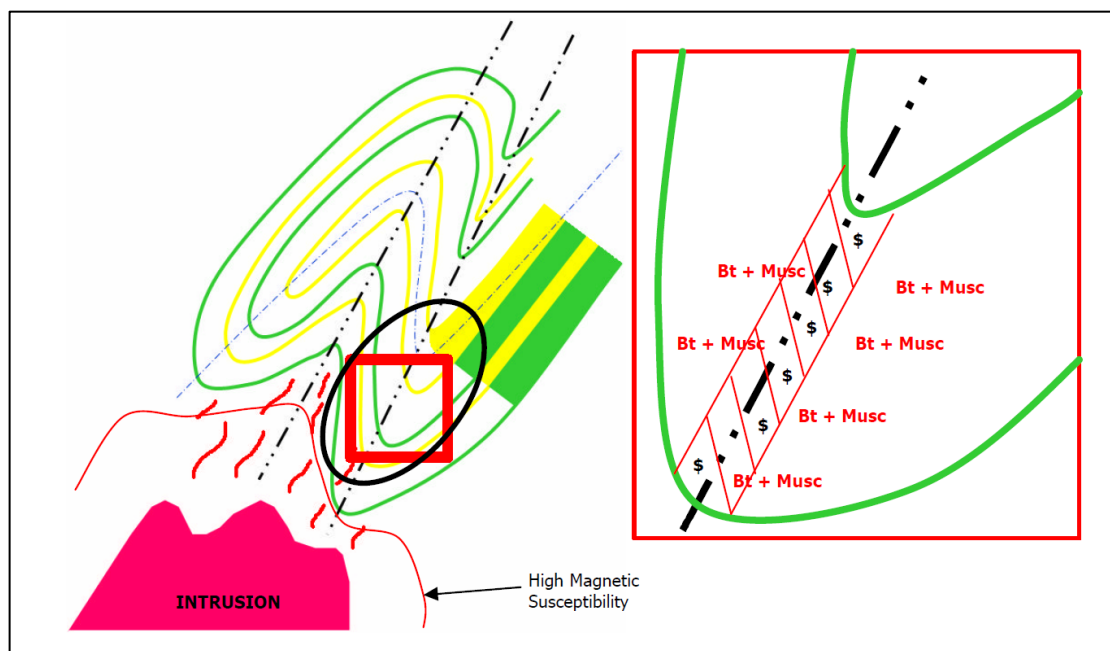 $
Bt + Musc
Bt + Musc
$
$
Bt + Musc
Bt + Musc
$
Bt + Musc
$
$
Bt + Musc
High Magnetic
Susceptibility
INTRUSION